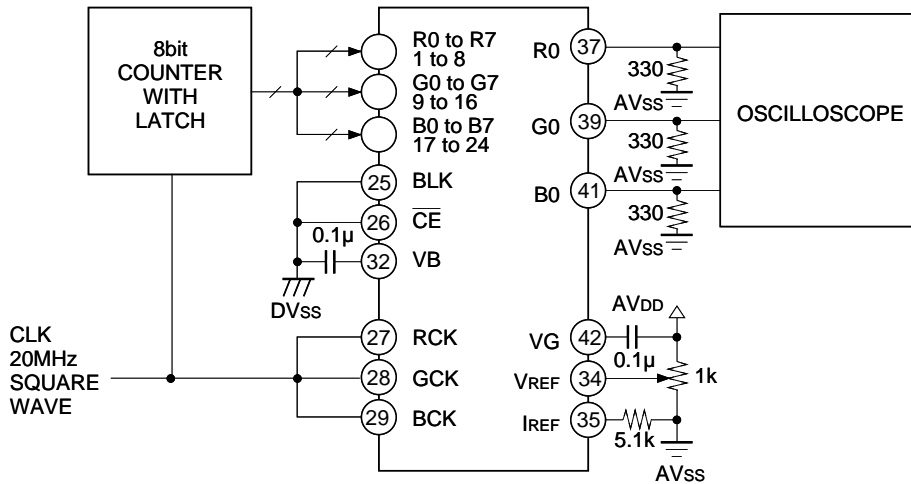 8bit
COUNTER
WITH
LATCH
R0 to R7
1 to 8
G0 to G7
9 to 16
B0 to B7
17 to 24
25
BLK
26
CE
0.1µ
32
VB
DVSS
CLK
20MHz
SQUARE
WAVE
27
RCK
28
GCK
29
BCK
R0
37
330
AVSS
G0
39
330
AVSS
B0
41
330
AVSS
OSCILLOSCOPE
AVDD
VG
42
0.1µ
VREF
34
1k
IREF
35
5.1k
AVSS